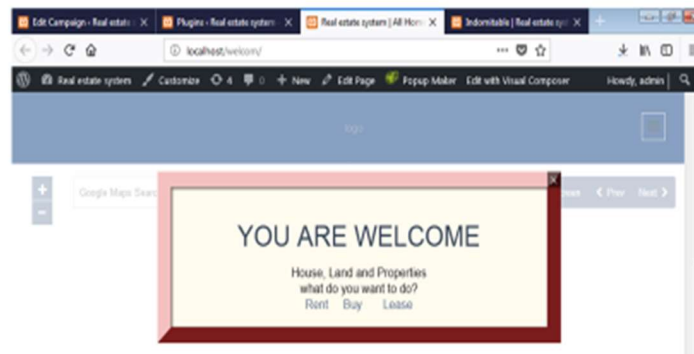 Edit Campaign - Real estate Plugins - Real estate system Real estate system | All Hom Indomitable | Real estate sys
localhost/welcom/
Real estate system Customize 4 0 New Edit Page Popup Maker Edit with Visual Composer Howdy, admin
logo
Google Maps Searc Prev Next
YOU ARE WELCOME
House, Land and Properties
what do you want to do?
Rent Buy Lease